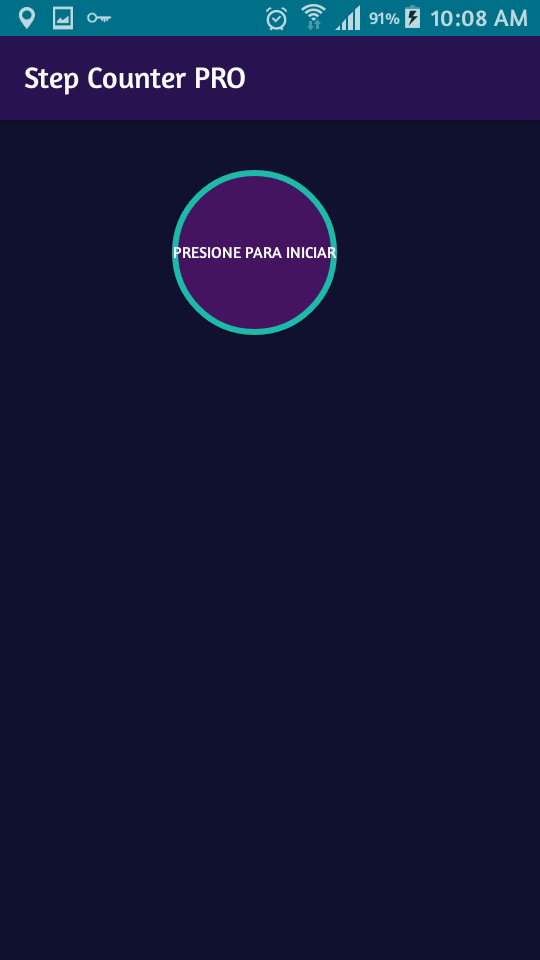 91% 10:08 AM
Step Counter PRO
PRESIONE PARA INICIAR